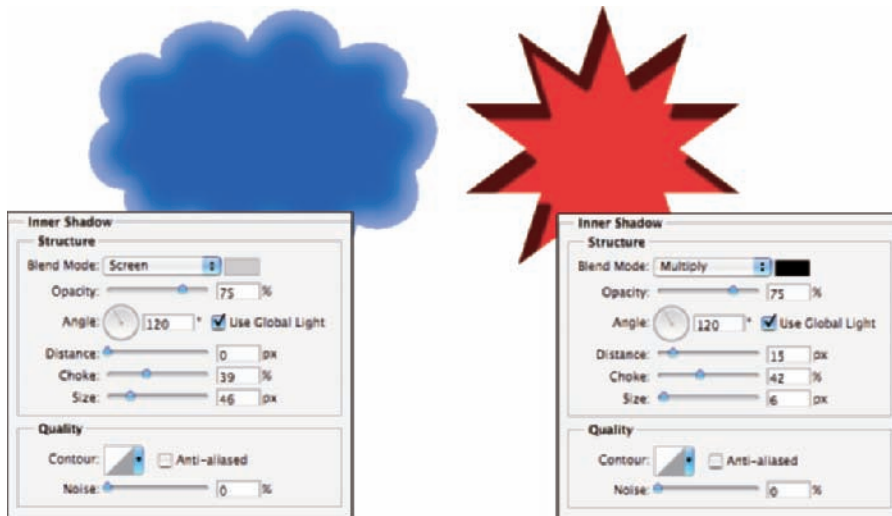 Inner Shadow
Structure
Blend Mode: Screen
Opacity: 75 %
Angle: 120 ° Use Global Light
Distance: 0 px
Choke: 39 %
Size: 46 px
Quality
Contour: Anti-aliased
Noise: 0 %
Inner Shadow
Structure
Blend Mode: Multiply
Opacity: 75 %
Angle: 120 ° Use Global Light
Distance: 15 px
Choke: 42 %
Size: 6 px
Quality
Contour: Anti-aliased
Noise: 0 %